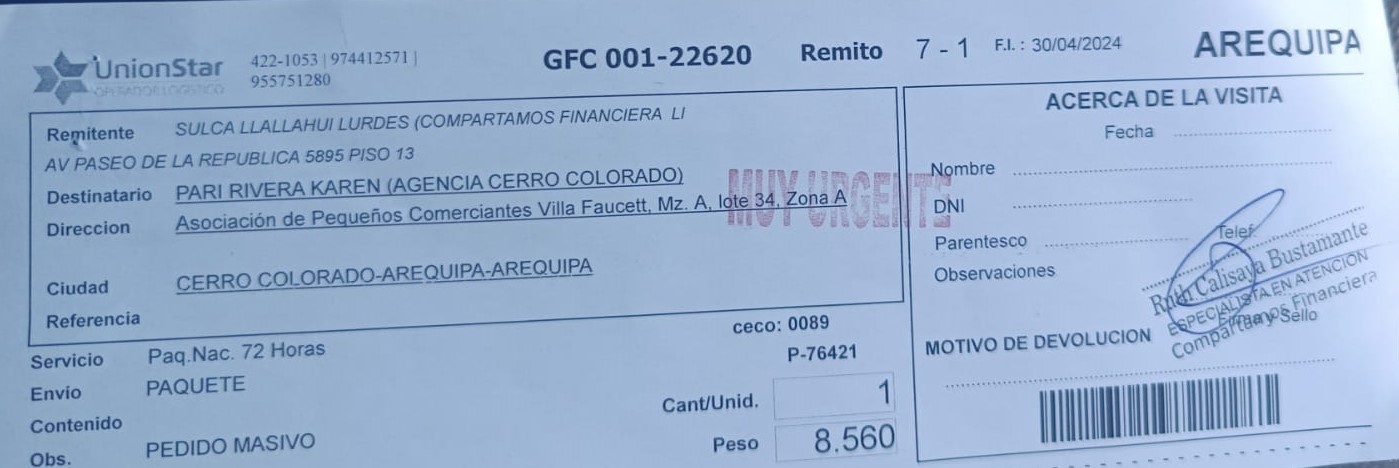 UnionStar
OPERADOR LOGISTICO
422-1053 | 974412571 |
955751280
GFC 001-22620 Remito 7 - 1 F.I. : 30/04/2024 AREQUIPA
Remitente SULCA LLALLAHUI LURDES (COMPARTAMOS FINANCIERA LI
AV PASEO DE LA REPUBLICA 5895 PISO 13
Destinatario PARI RIVERA KAREN (AGENCIA CERRO COLORADO)
Direccion Asociación de Pequeños Comerciantes Villa Faucett, Mz. A, lote 34, Zona A
MUY URGENTE
Ciudad CERRO COLORADO-AREQUIPA-AREQUIPA
Referencia
ceco: 0089
Servicio Paq.Nac. 72 Horas
P-76421
Envío PAQUETE
Contenido
Cant/Unid. 1
Obs. PEDIDO MASIVO
Peso 8.560
ACERCA DE LA VISITA
Fecha
Nombre
DNI
Parentesco
Telef.
Observaciones
Ruth Calisaya Bustamante
ESPECIALISTA EN ATENCION
Compartamos Financiera
Firma y Sello
MOTIVO DE DEVOLUCION